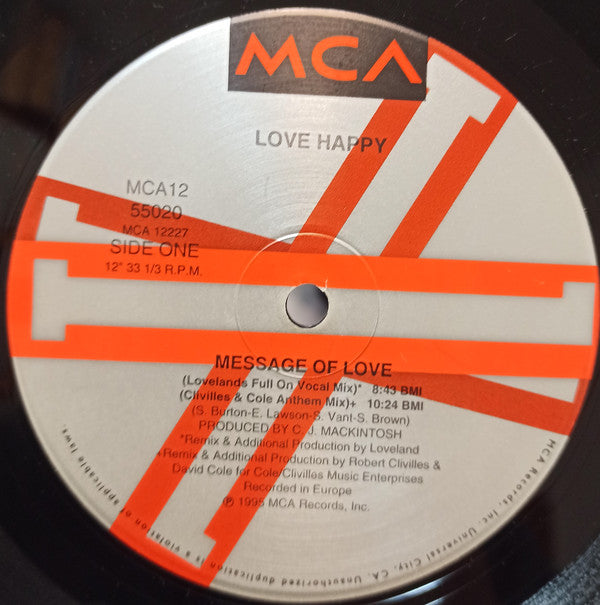 MCA
LOVE HAPPY
MCA12
55020
MCA 12227
SIDE ONE
12" 33 1/3 R.P.M.
MESSAGE OF LOVE
(Lovelands Full On Vocal Mix)* 8:43 BMI
(Clivilles & Cole Anthem Mix)+ 10:24 BMI
(S. Burton-E. Lawson-S. Vant-S. Brown)
PRODUCED BY C. J. MACKINTOSH
*Remix & Additional Production by Loveland
+Remix & Additional Production by Robert Clivilles &
David Cole for Cole/Clivilles Music Enterprises
Recorded in Europe
℗ 1995 MCA Records, Inc.
MCA Records, Inc. Universal City, CA. Unauthorized duplication is a violation of applicable laws.